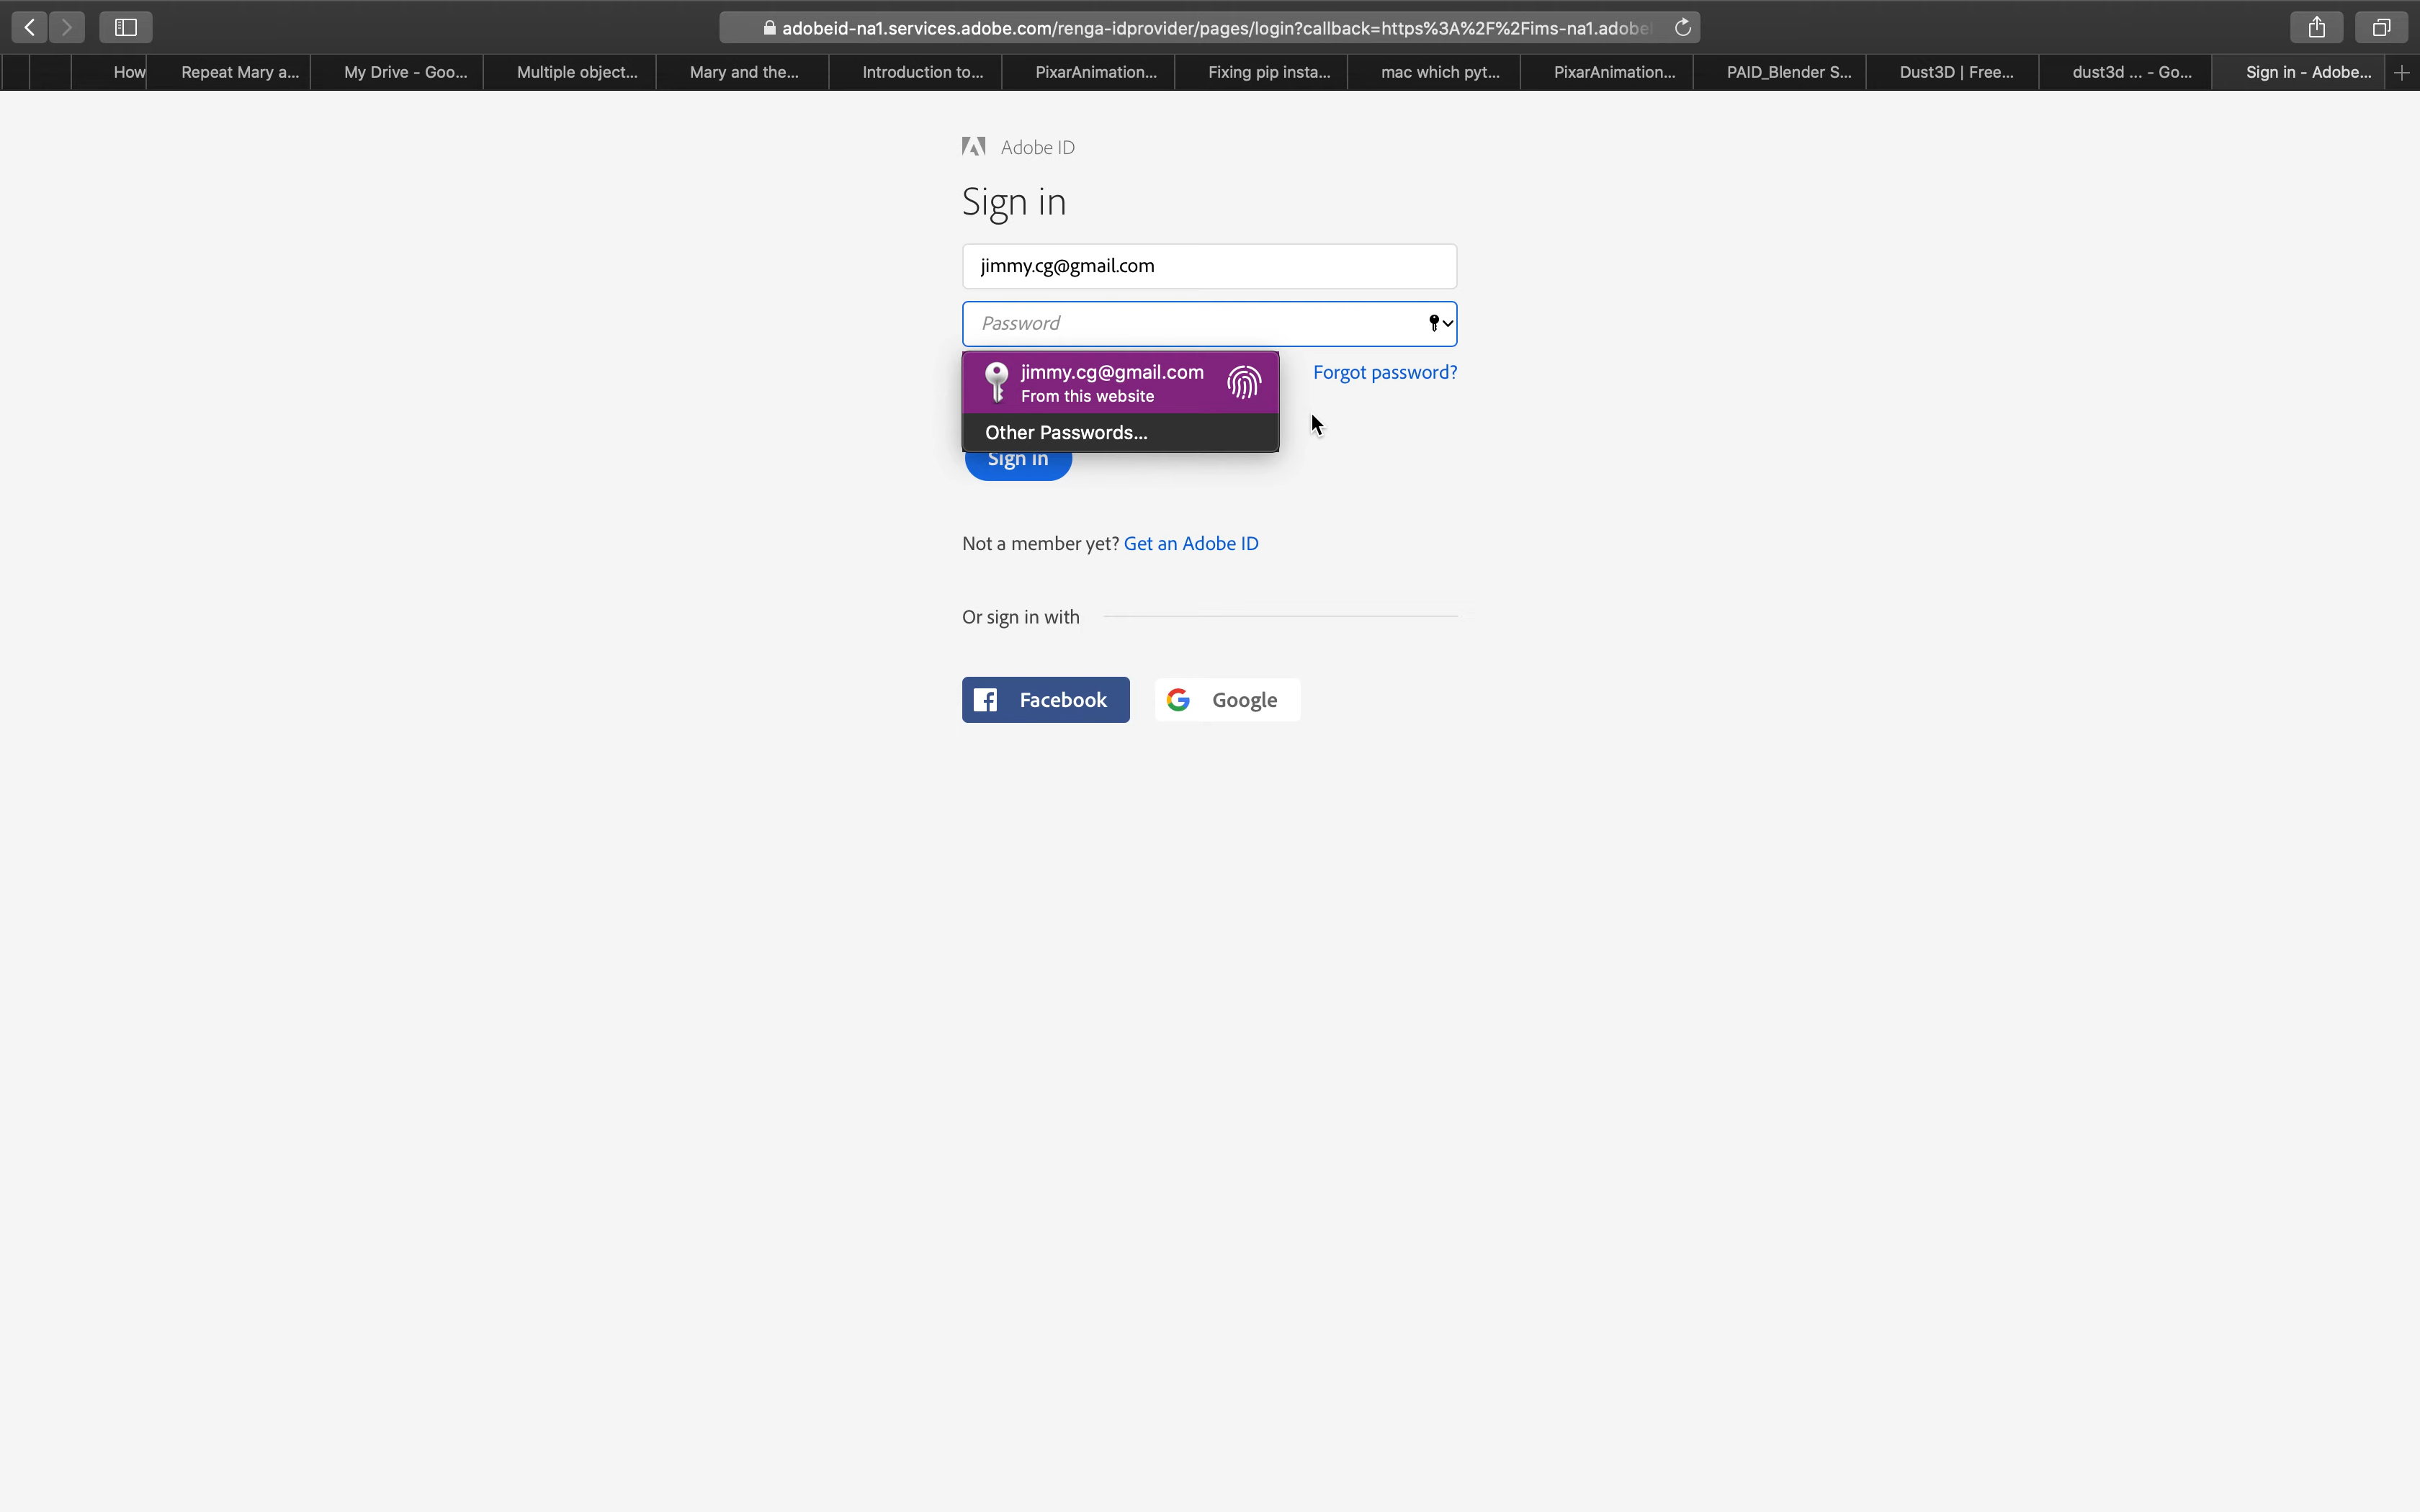 adobeid-na1.services.adobe.com/renga-idprovider/pages/login?callback=https%3A%2F%2Fims-na1.adobe
How
Repeat Mary a...
My Drive - Goo...
Multiple object...
Mary and the...
Introduction to...
PixarAnimation...
Fixing pip insta...
mac which pyt...
PixarAnimation...
PAID_Blender S...
Dust3D | Free...
dust3d ... - Go...
Sign in - Adobe...
Adobe ID
Sign in
jimmy.cg@gmail.com
Password
jimmy.cg@gmail.com
From this website
Forgot password?
Other Passwords...
Sign in
Not a member yet? Get an Adobe ID
Or sign in with
Facebook
Google